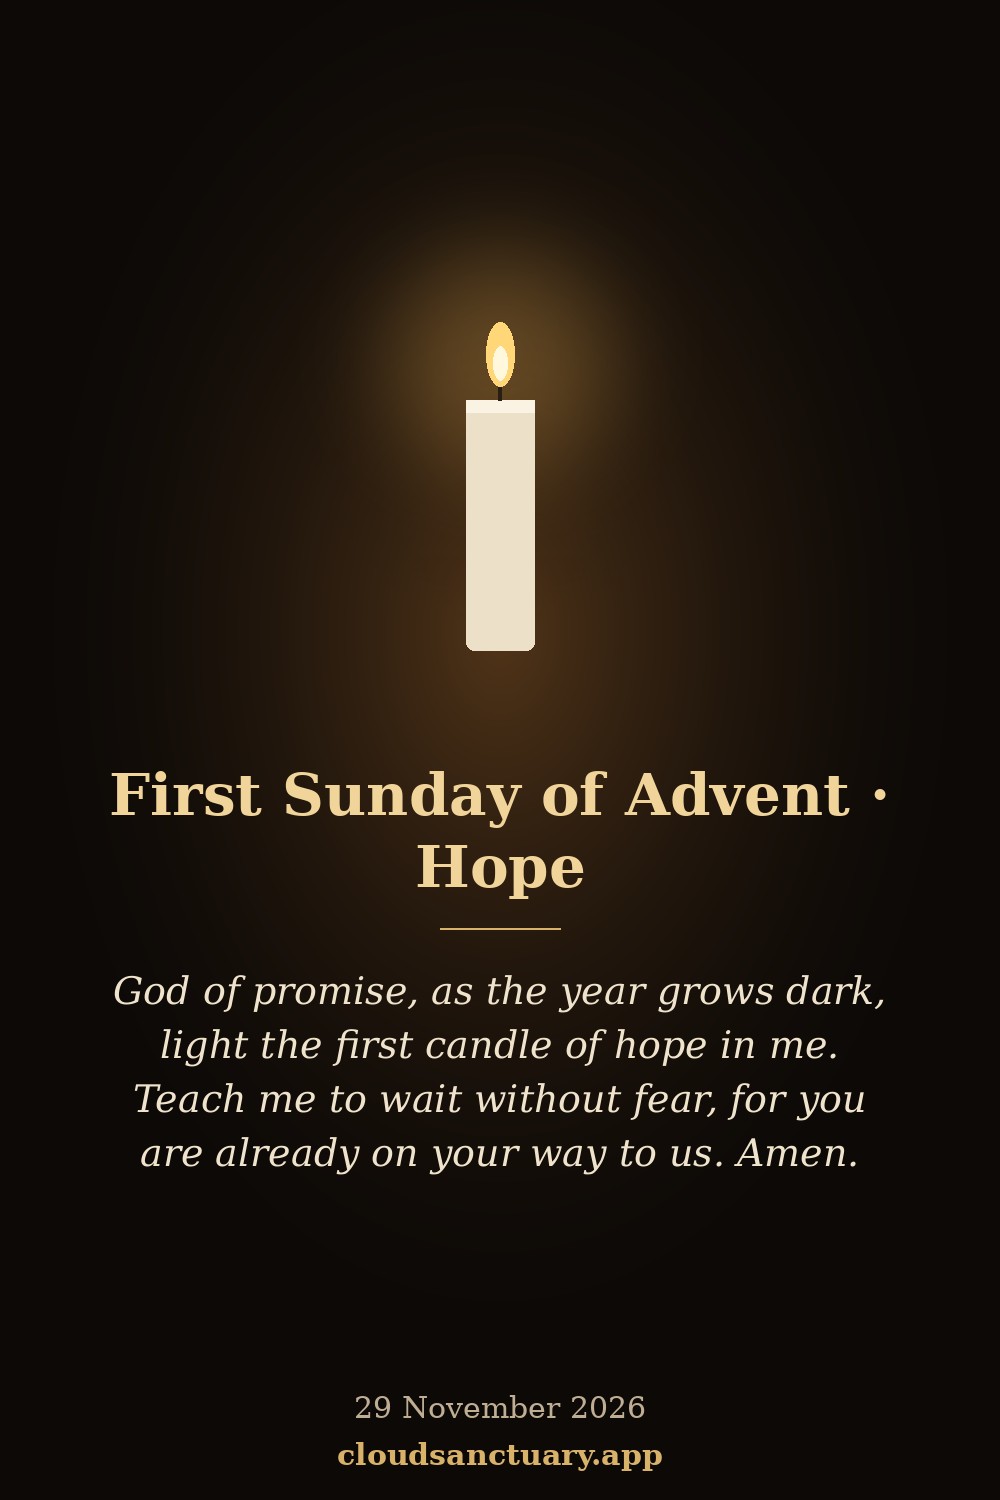 First Sunday of Advent ·
Hope
God of promise, as the year grows dark,
light the first candle of hope in me.
Teach me to wait without fear, for you
are already on your way to us. Amen.
29 November 2026
cloudsanctuary.app